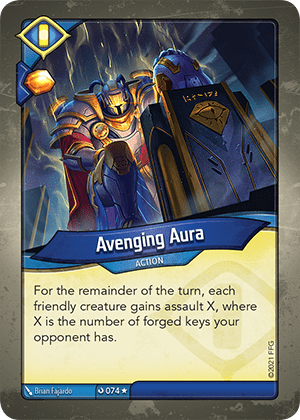 Avenging Aura
ACTION
For the remainder of the turn, each
friendly creature gains assault X, where
X is the number of forged keys your
opponent has.
Brian Fajardo
074
©2021 FFG